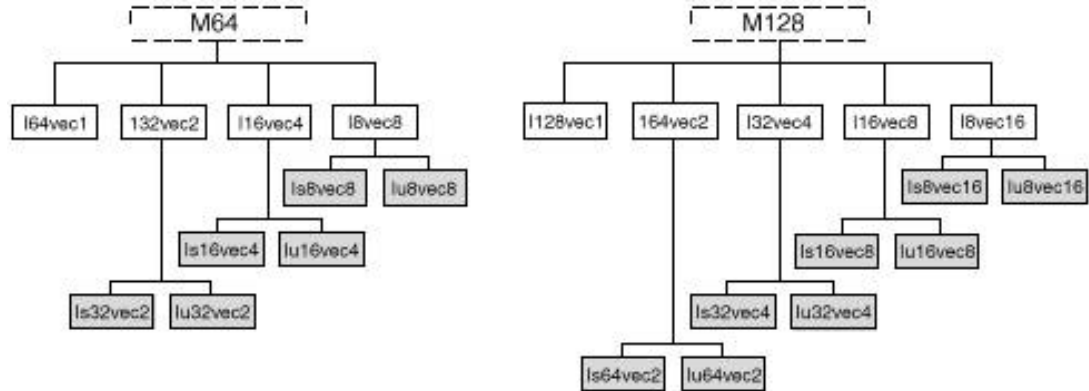 M64
I64vec1
132vec2
I16vec4
I8vec8
Is8vec8
Iu8vec8
Is16vec4
Iu16vec4
Is32vec2
Iu32vec2
M128
I128vec1
164vec2
I32vec4
I16vec8
I8vec16
Is8vec16
Iu8vec16
Is16vec8
Iu16vec8
Is32vec4
Iu32vec4
Is64vec2
Iu64vec2